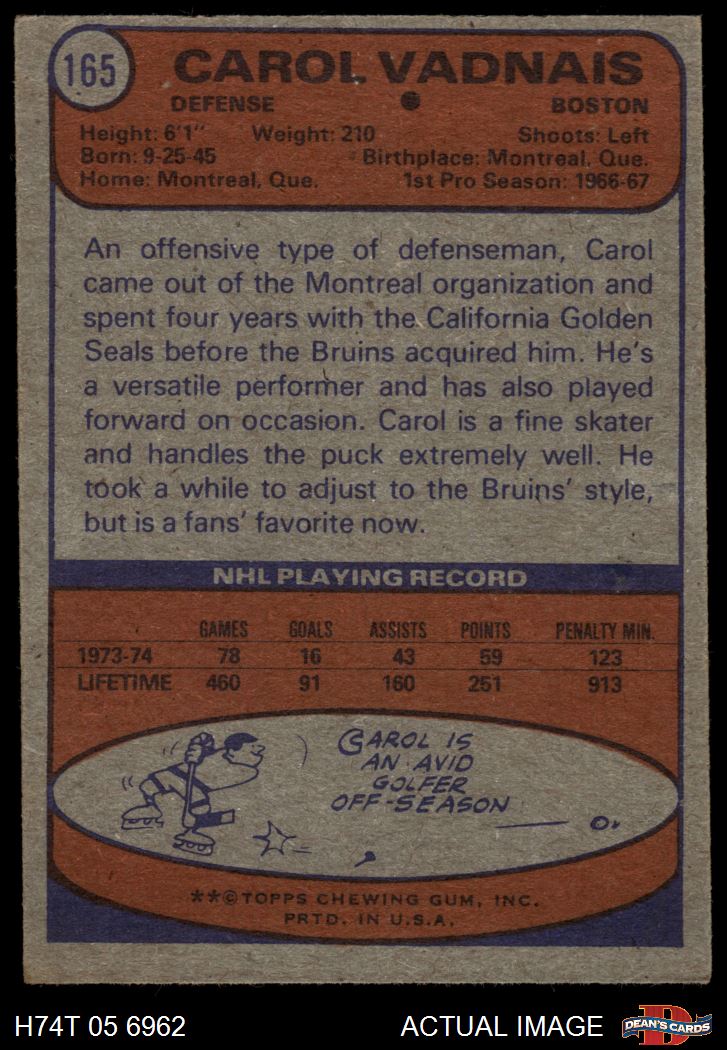 165 CAROL VADNAIS
DEFENSE BOSTON
Height: 6'1" Weight: 210 Shoots: Left
Born: 9-25-45 Birthplace: Montreal, Que.
Home: Montreal, Que. 1st Pro Season: 1966-67
An offensive type of defenseman, Carol
came out of the Montreal organization and
spent four years with the California Golden
Seals before the Bruins acquired him. He's
a versatile performer and has also played
forward on occasion. Carol is a fine skater
and handles the puck extremely well. He
took a while to adjust to the Bruins' style,
but is a fans' favorite now.
NHL PLAYING RECORD
GAMES GOALS ASSISTS POINTS PENALTY MIN.
1973-74 78 16 43 59 123
LIFETIME 460 91 160 251 913
CAROL IS
AN AVID
GOLFER
OFF-SEASON
**©TOPPS CHEWING GUM, INC.
PRTD. IN U.S.A.
H74T 05 6962 ACTUAL IMAGE D DEAN'S CARDS